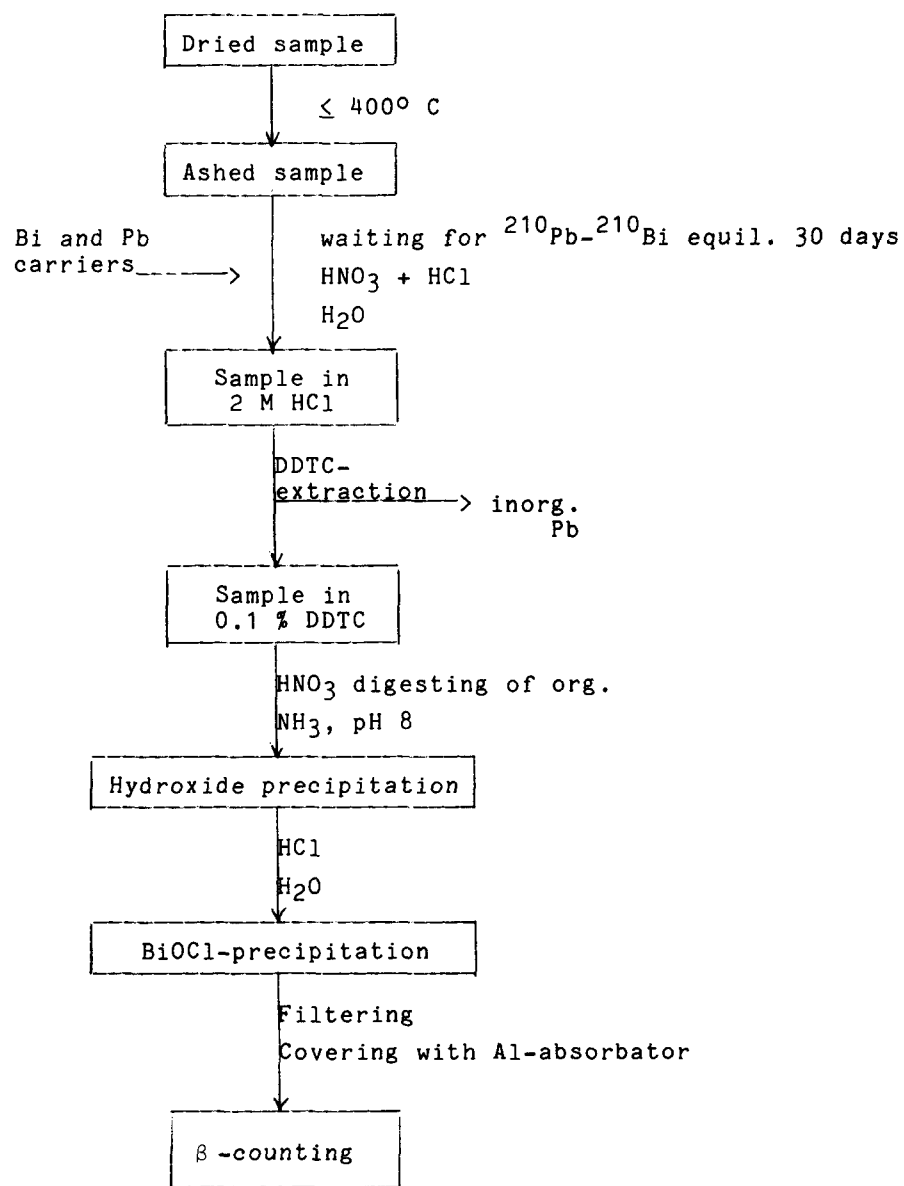 Dried sample
≤ 400° C
Ashed sample
Bi and Pb
carriers
waiting for ²¹⁰Pb-²¹⁰Bi equil. 30 days
HNO₃ + HCl
H₂O
Sample in
2 M HCl
DDTC-
extraction
inorg.
Pb
Sample in
0.1 % DDTC
HNO₃ digesting of org.
NH₃, pH 8
Hydroxide precipitation
HCl
H₂O
BiOCl-precipitation
Filtering
Covering with Al-absorbator
β-counting